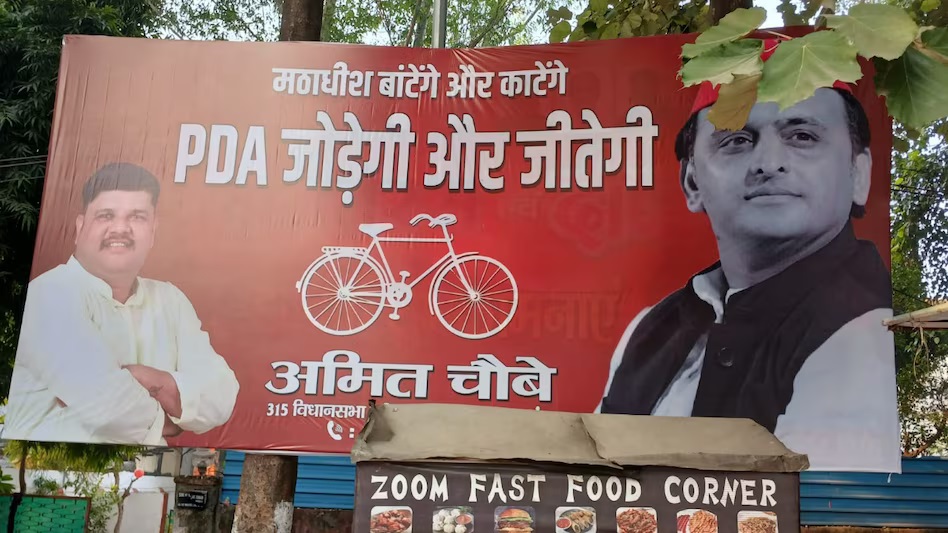 मठाधीश बांटेंगे और काटेंगे
PDA जोड़ेगी और जीतेगी
अमित चौबे
315 विधानसभा
ZOOM FAST FOOD CORNER